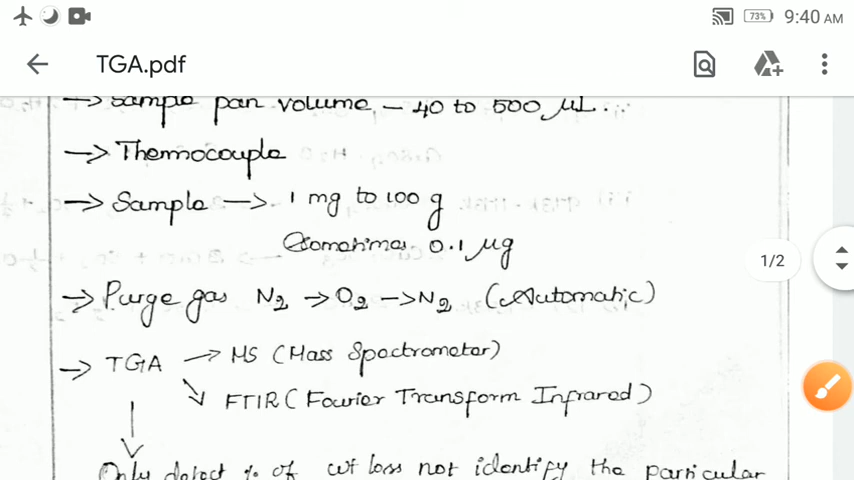 73%
9:40 AM
TGA.pdf
→ Sample pan volume – 40 to 500 µL.
→ Thermocouple
→ Sample → 1 mg to 100 g
Sometimes 0.1 µg
1/2
→ Purge gas N2 → O2 → N2 (Automatic)
→ TGA → MS (Mass Spectrometer)
↘ FTIR (Fourier Transform Infrared)
Only detect % of wt loss not identify the particular